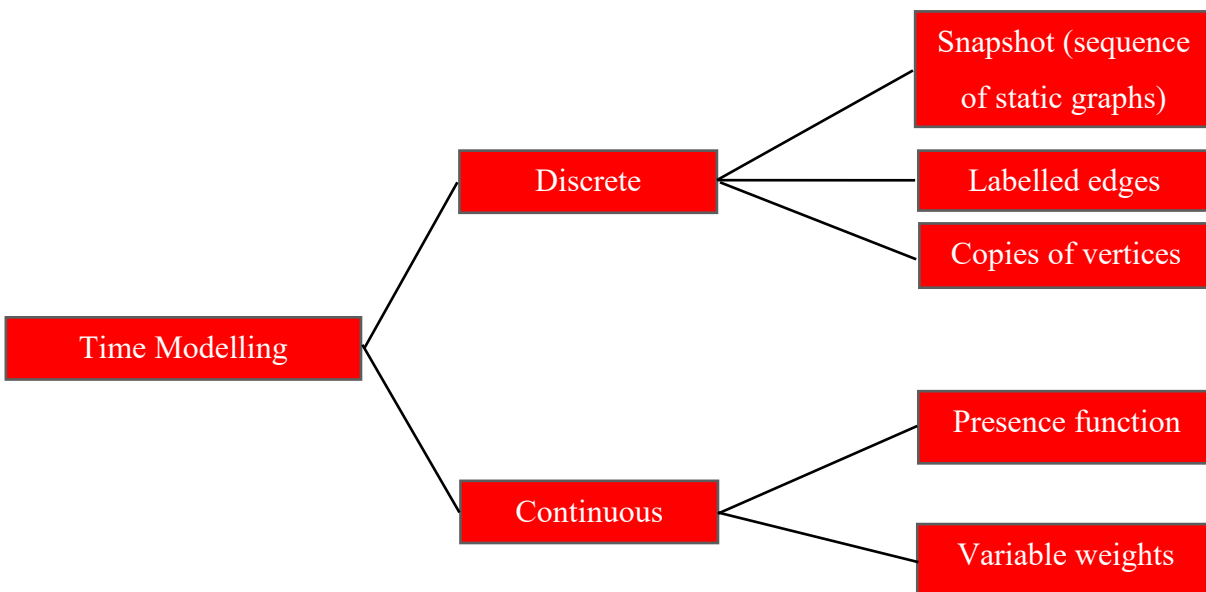 Snapshot (sequence
of static graphs)
Discrete
Labelled edges
Copies of vertices
Time Modelling
Presence function
Continuous
Variable weights